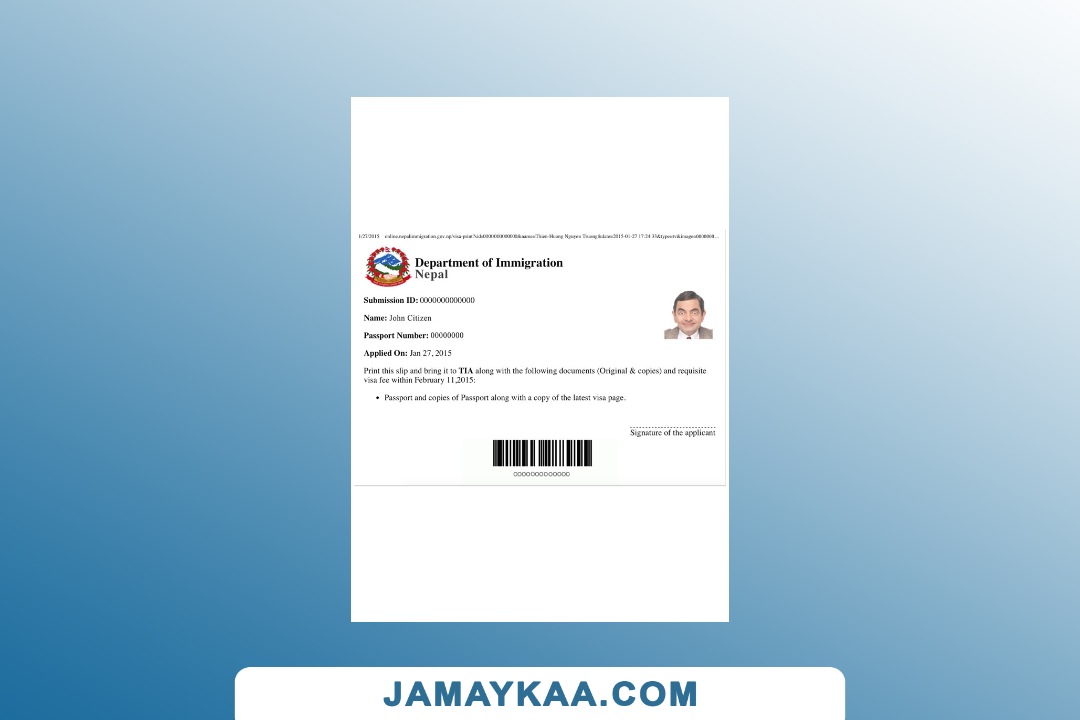 1/27/2015 online.nepalimmigration.gov.np/visa-print?
Department of Immigration
Nepal
Submission ID: 0000000000000
Name: John Citizen
Passport Number: 00000000
Applied On: Jan 27, 2015
Print this slip and bring it to TIA along with the following documents (Original & copies) and requisite
visa fee within February 11,2015:
• Passport and copies of Passport along with a copy of the latest visa page.
Signature of the applicant
0000000000000
JAMAYKAA.COM